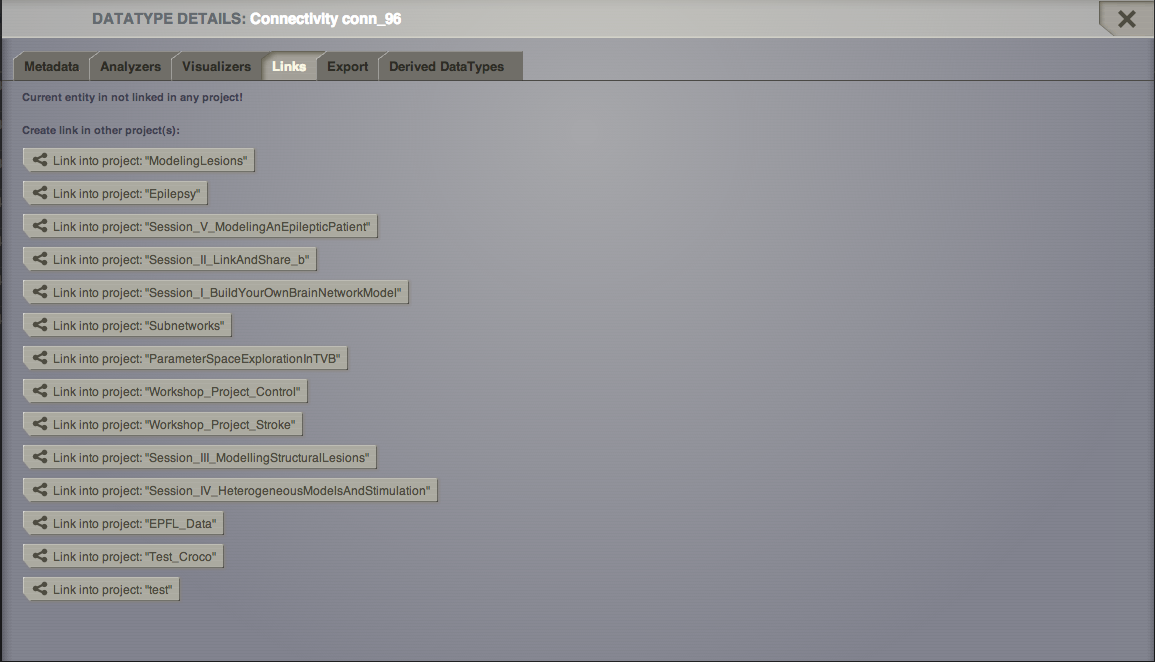 DATATYPE DETAILS: Connectivity conn_96
Metadata Analyzers Visualizers Links Export Derived DataTypes
Current entity in not linked in any project!
Create link in other project(s):
Link into project: "ModelingLesions"
Link into project: "Epilepsy"
Link into project: "Session_V_ModelingAnEpilepticPatient"
Link into project: "Session_II_LinkAndShare_b"
Link into project: "Session_I_BuildYourOwnBrainNetworkModel"
Link into project: "Subnetworks"
Link into project: "ParameterSpaceExplorationInTVB"
Link into project: "Workshop_Project_Control"
Link into project: "Workshop_Project_Stroke"
Link into project: "Session_III_ModellingStructuralLesions"
Link into project: "Session_IV_HeterogeneousModelsAndStimulation"
Link into project: "EPFL_Data"
Link into project: "Test_Croco"
Link into project: "test"